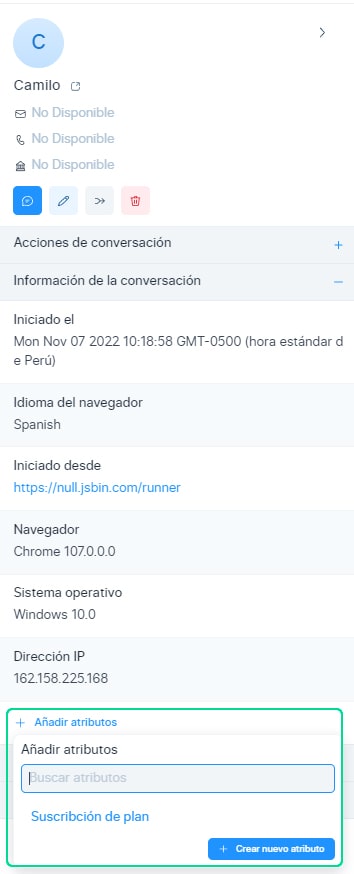 C
Camilo
No Disponible
No Disponible
No Disponible
Acciones de conversación
Información de la conversación
Iniciado el
Mon Nov 07 2022 10:18:58 GMT-0500 (hora estándar d
e Perú)
Idioma del navegador
Spanish
Iniciado desde
https://null.jsbin.com/runner
Navegador
Chrome 107.0.0.0
Sistema operativo
Windows 10.0
Dirección IP
162.158.225.168
+ Añadir atributos
Añadir atributos
Buscar atributos
Suscribción de plan
+ Crear nuevo atributo